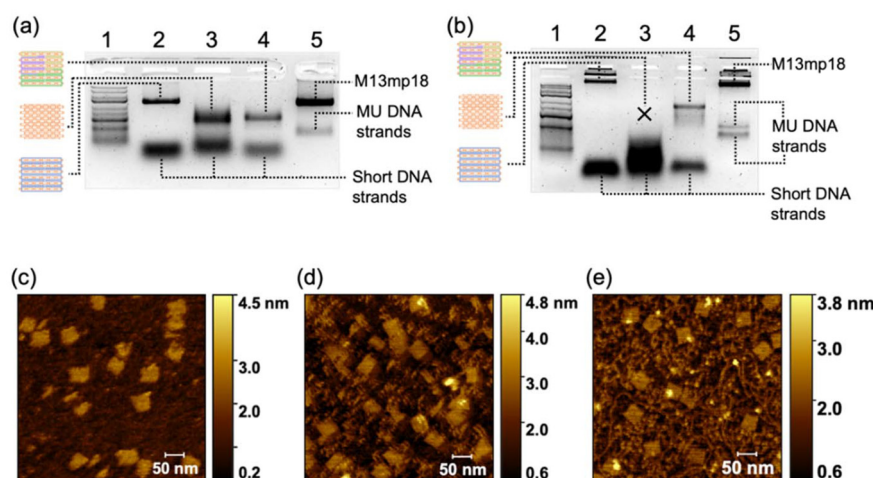 (a)
1 2 3 4 5
M13mp18
MU DNA
strands
Short DNA
strands
(b)
1 2 3 4 5
×
M13mp18
MU DNA
strands
Short DNA
strands
(c)
4.5 nm
3.0
2.0
0.2
50 nm
(d)
4.8 nm
4.0
3.0
2.0
0.6
50 nm
(e)
3.8 nm
3.0
2.0
0.6
50 nm